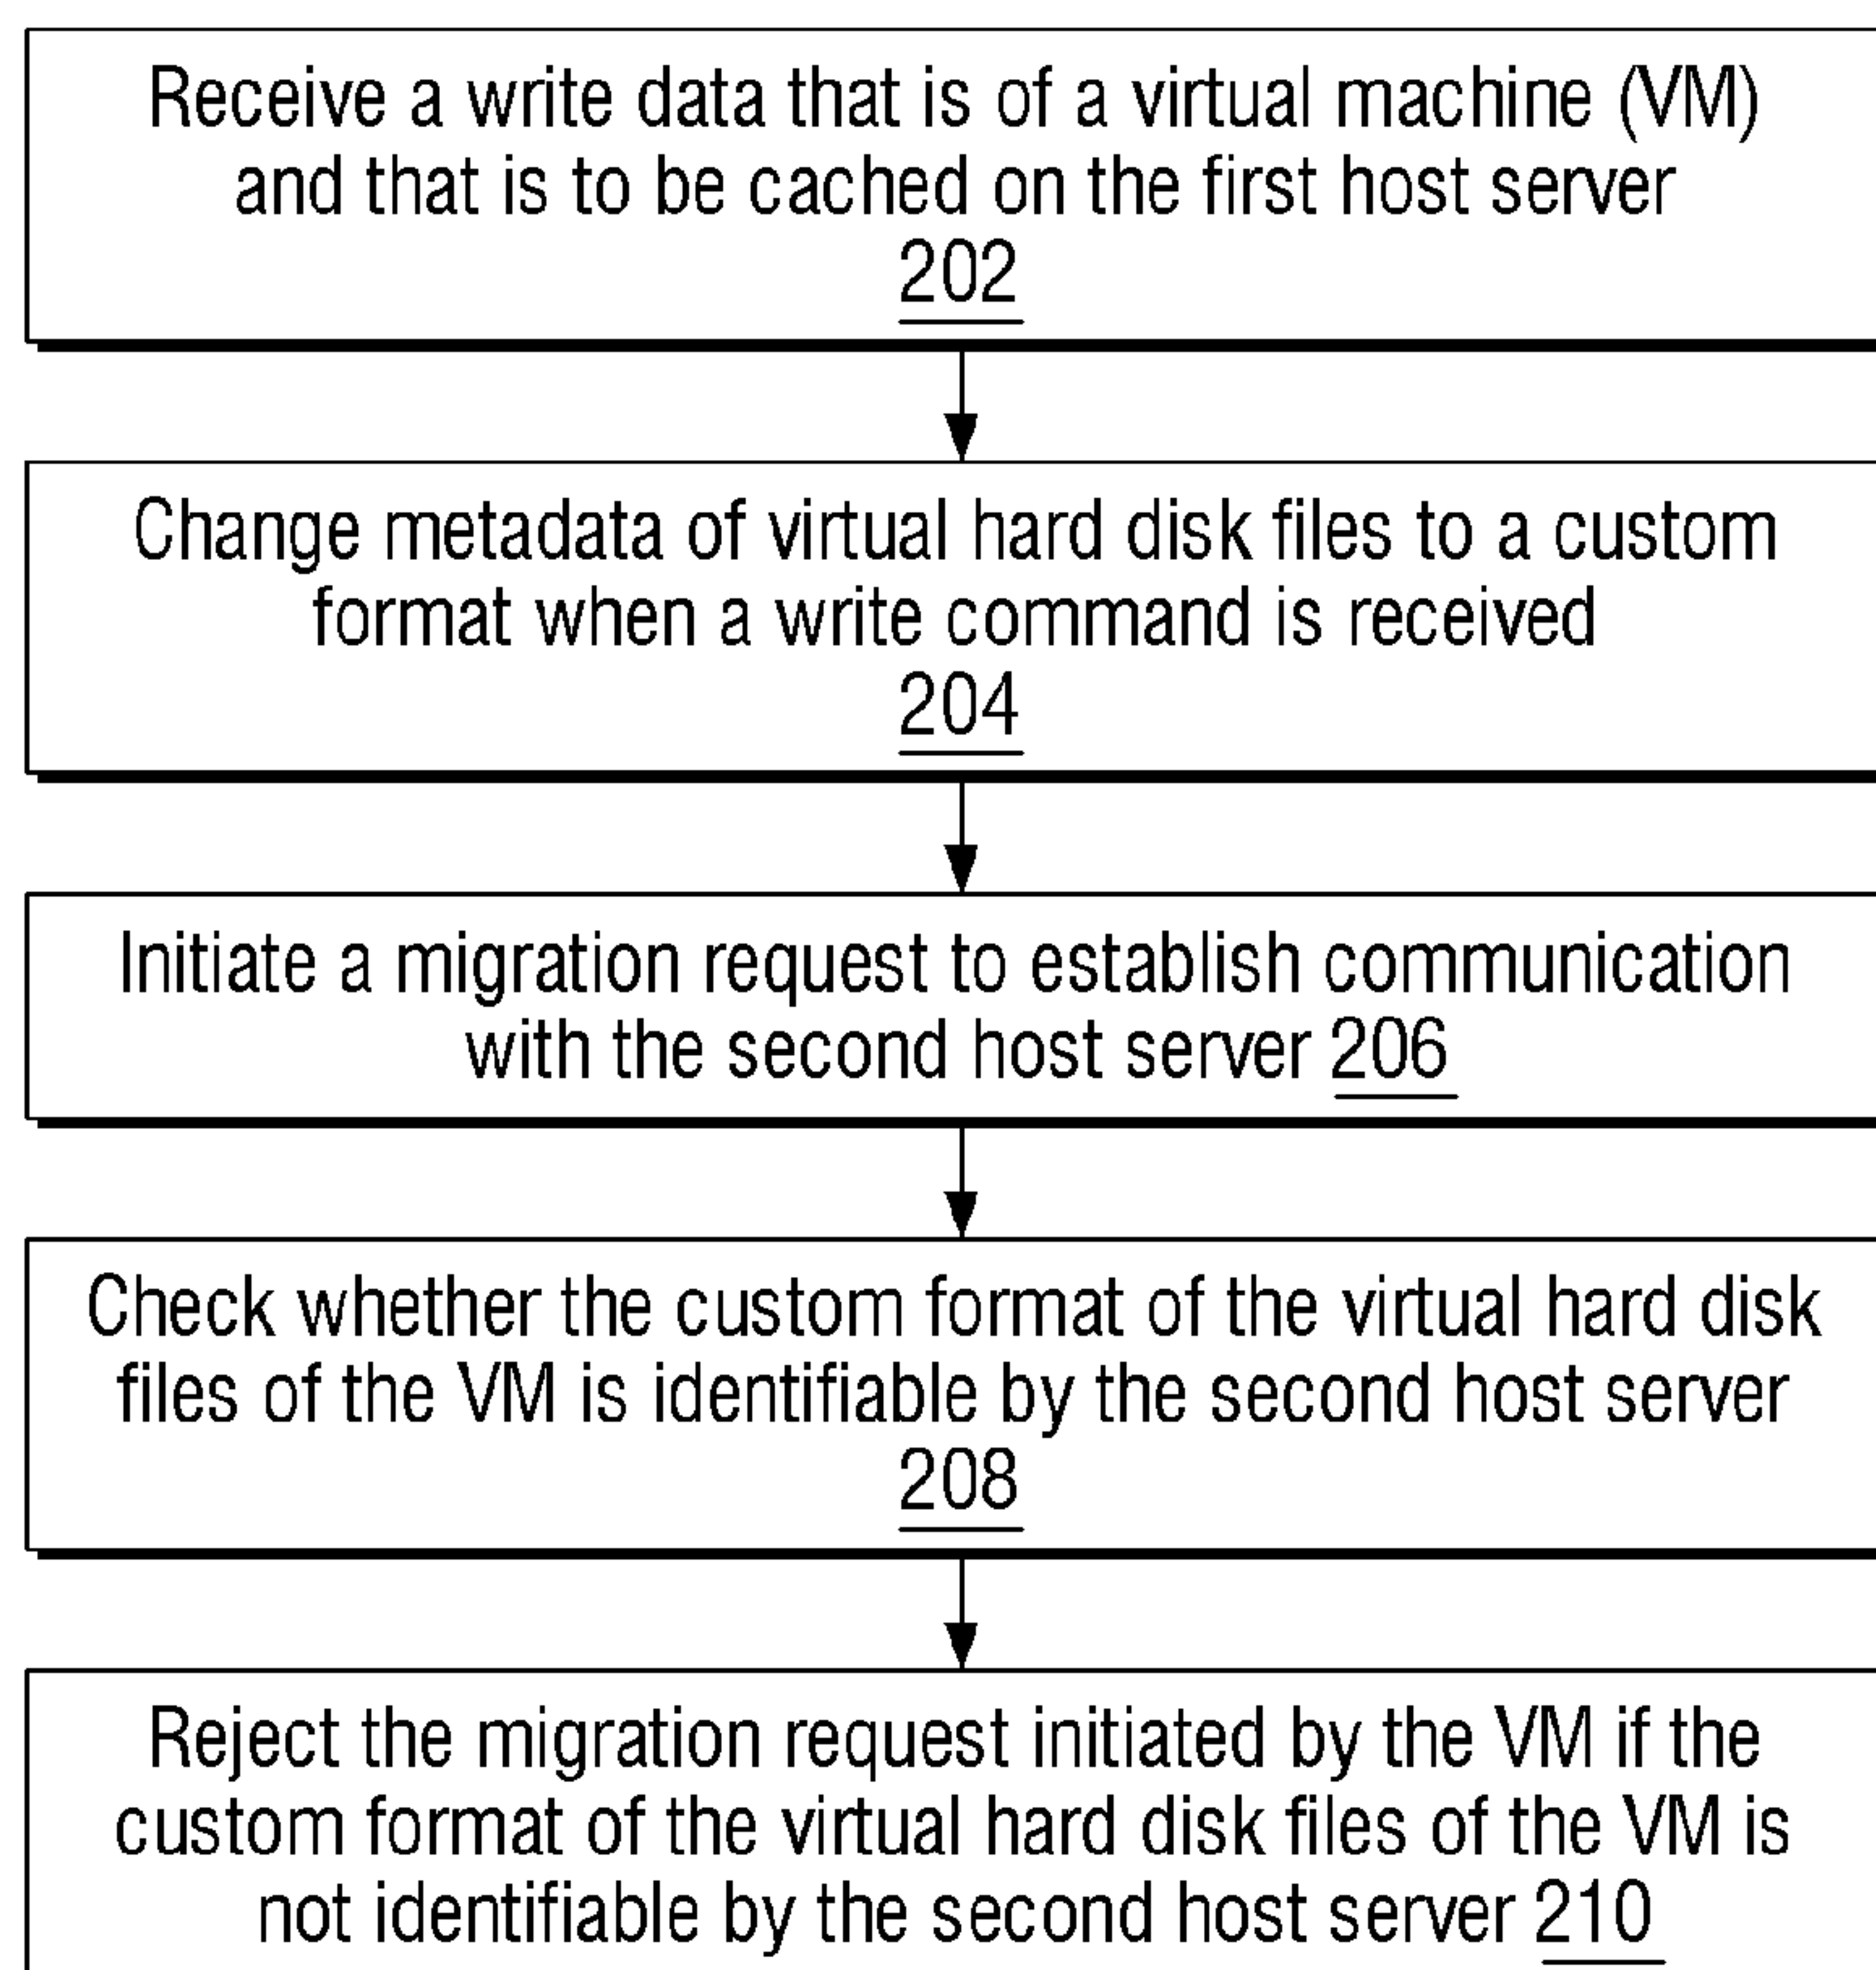 Receive a write data that is of a virtual machine (VM)
and that is to be cached on the first host server
202
Change metadata of virtual hard disk files to a custom
format when a write command is received
204
Initiate a migration request to establish communication
with the second host server 206
Check whether the custom format of the virtual hard disk
files of the VM is identifiable by the second host server
208
Reject the migration request initiated by the VM if the
custom format of the virtual hard disk files of the VM is
not identifiable by the second host server 210